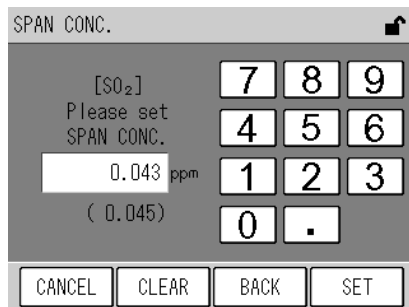 SPAN CONC.
[SO₂]
Please set
SPAN CONC.
0.043 ppm
( 0.045)
7 8 9
4 5 6
1 2 3
0 .
CANCEL CLEAR BACK SET